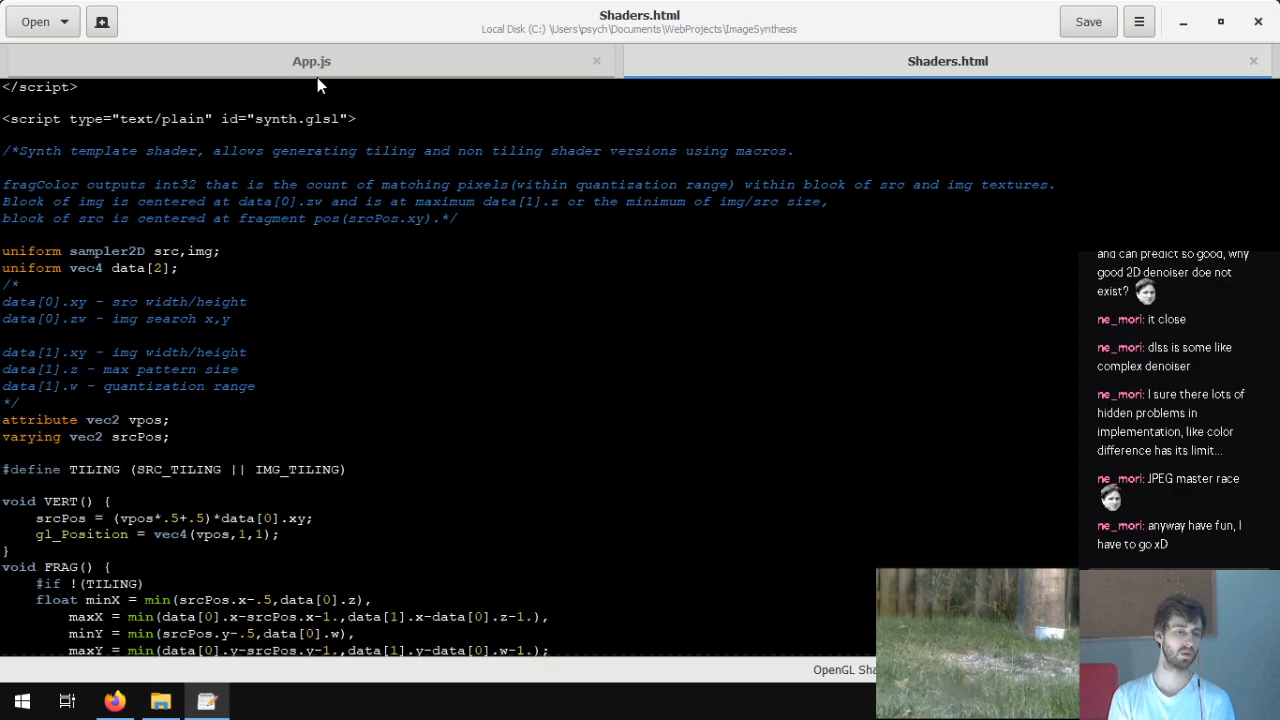 Open
Shaders.html
Local Disk (C:) \Users\psych\Documents\WebProjects\ImageSynthesis
Save
App.js
Shaders.html
</script>
<script type="text/plain" id="synth.glsl">
/*Synth template shader, allows generating tiling and non tiling shader versions using macros.
fragColor outputs int32 that is the count of matching pixels(within quantization range) within block of src and img textures.
Block of img is centered at data[0].zw and is at maximum data[1].z or the minimum of img/src size,
block of src is centered at fragment pos(srcPos.xy).*/
uniform sampler2D src,img;
uniform vec4 data[2];
/*
data[0].xy - src width/height
data[0].zw - img search x,y
data[1].xy - img width/height
data[1].z - max pattern size
data[1].w - quantization range
*/
attribute vec2 vpos;
varying vec2 srcPos;
#define TILING (SRC_TILING || IMG_TILING)
void VERT() {
srcPos = (vpos*.5+.5)*data[0].xy;
gl_Position = vec4(vpos,1,1);
}
void FRAG() {
#if !(TILING)
float minX = min(srcPos.x-.5,data[0].z),
maxX = min(data[0].x-srcPos.x-1.,data[1].x-data[0].z-1.),
minY = min(srcPos.y-.5,data[0].w),
maxY = min(data[0].y-srcPos.y-1.,data[1].y-data[0].w-1.);
OpenGL Sha
and can predict so good, why
good 2D denoiser doe not
exist?
ne_mori: it close
ne_mori: dlss is some like
complex denoiser
ne_mori: I sure there lots of
hidden problems in
implementation, like color
difference has its limit...
ne_mori: JPEG master race
ne_mori: anyway have fun, I
have to go xD